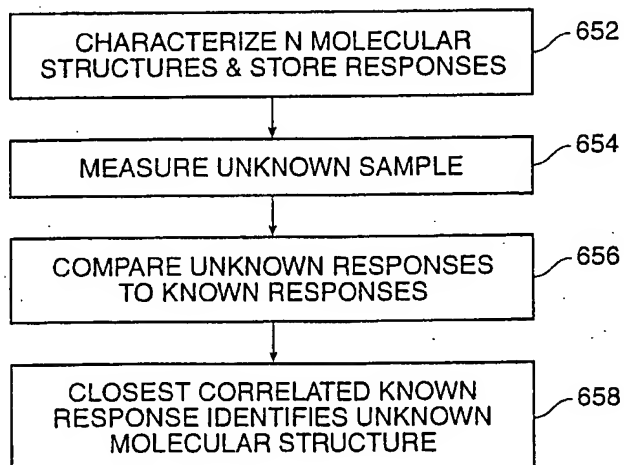 CHARACTERIZE N MOLECULAR
STRUCTURES & STORE RESPONSES
652
MEASURE UNKNOWN SAMPLE
654
COMPARE UNKNOWN RESPONSES
TO KNOWN RESPONSES
656
CLOSEST CORRELATED KNOWN
RESPONSE IDENTIFIES UNKNOWN
MOLECULAR STRUCTURE
658